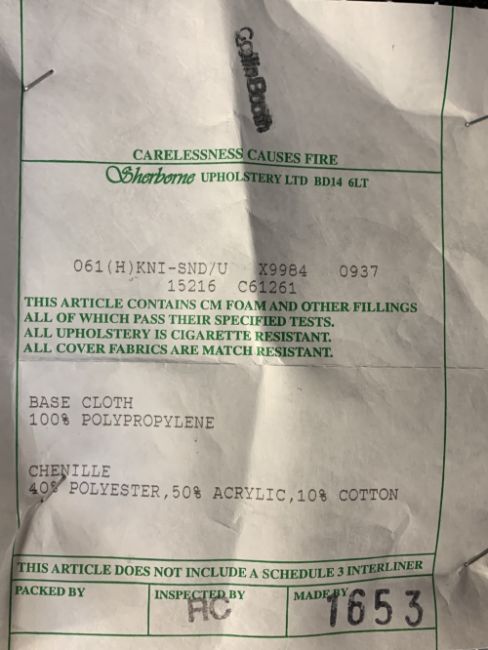 Colin Booth
CARELESSNESS CAUSES FIRE
Sherborne UPHOLSTERY LTD BD14 6LT
061(H)KNI-SND/U X9984 0937
15216 C61261
THIS ARTICLE CONTAINS CM FOAM AND OTHER FILLINGS
ALL OF WHICH PASS THEIR SPECIFIED TESTS.
ALL UPHOLSTERY IS CIGARETTE RESISTANT.
ALL COVER FABRICS ARE MATCH RESISTANT.
BASE CLOTH
100% POLYPROPYLENE
CHENILLE
40% POLYESTER,50% ACRYLIC,10% COTTON
THIS ARTICLE DOES NOT INCLUDE A SCHEDULE 3 INTERLINER
PACKED BY INSPECTED BY MADE BY
1653